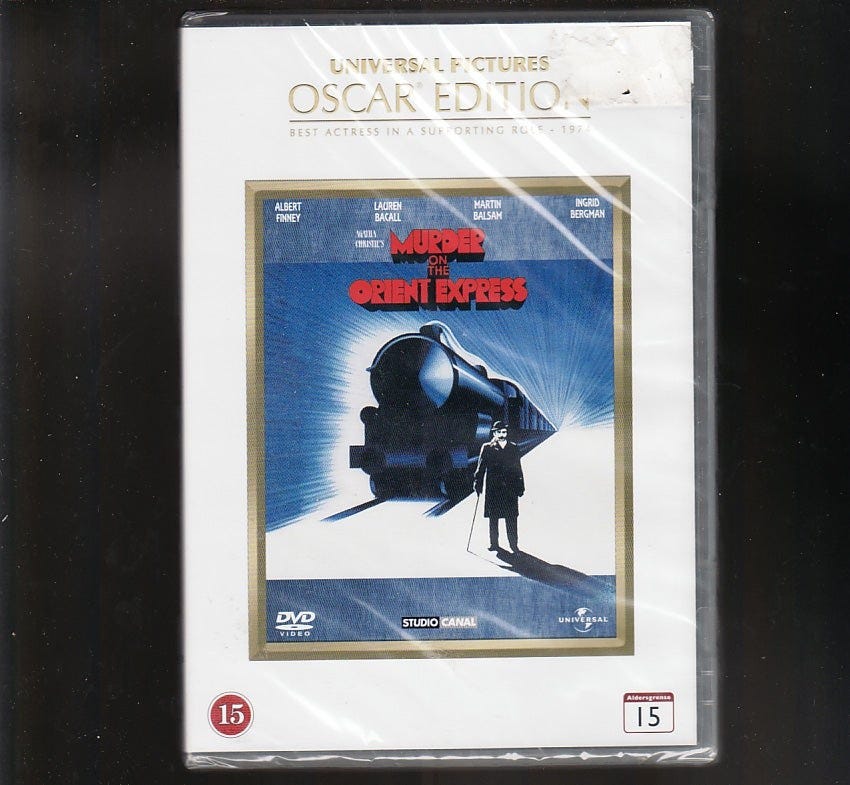 UNIVERSAL PICTURES
OSCAR® EDITION
BEST ACTRESS IN A SUPPORTING ROLE - 1974
ALBERT FINNEY
LAUREN BACALL
MARTIN BALSAM
INGRID BERGMAN
AGATHA CHRISTIE'S
MURDER
ON
THE
ORIENT EXPRESS
DVD
VIDEO
STUDIO CANAL
UNIVERSAL
15
Aldersgrense
15